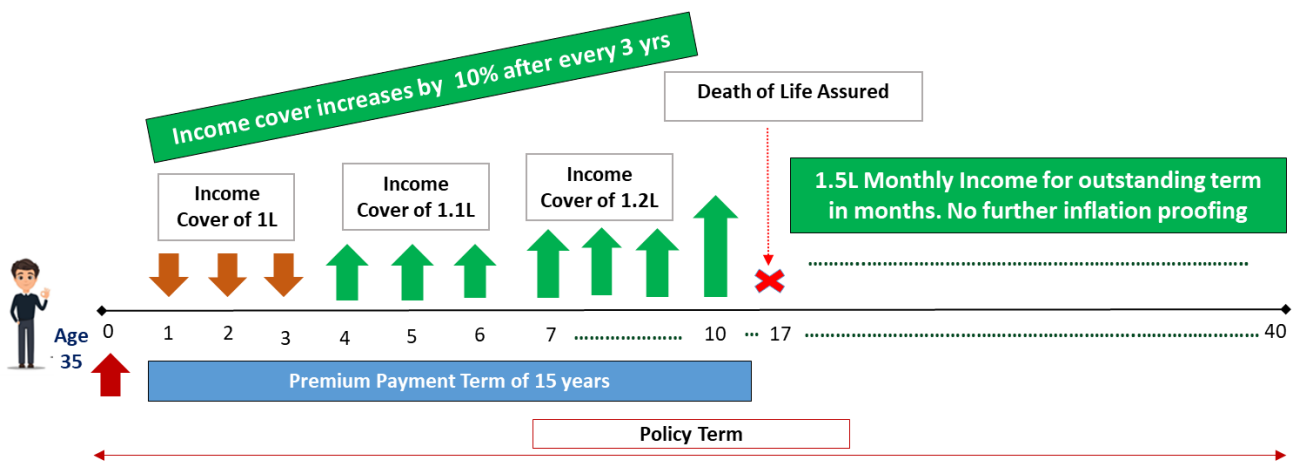 Income cover increases by 10% after every 3 yrs
Death of Life Assured
Income
Cover of 1L
Income
Cover of 1.1L
Income
Cover of 1.2L
1.5L Monthly Income for outstanding term
in months. No further inflation proofing
Age
35
0 1 2 3 4 5 6 7 ........................ 10 ... 17 ........................ 40
Premium Payment Term of 15 years
Policy Term